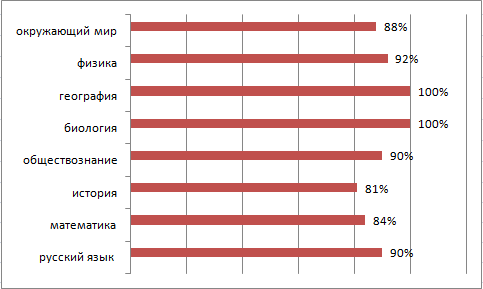 окружающий мир 88%
физика 92%
география 100%
биология 100%
обществознание 90%
история 81%
математика 84%
русский язык 90%